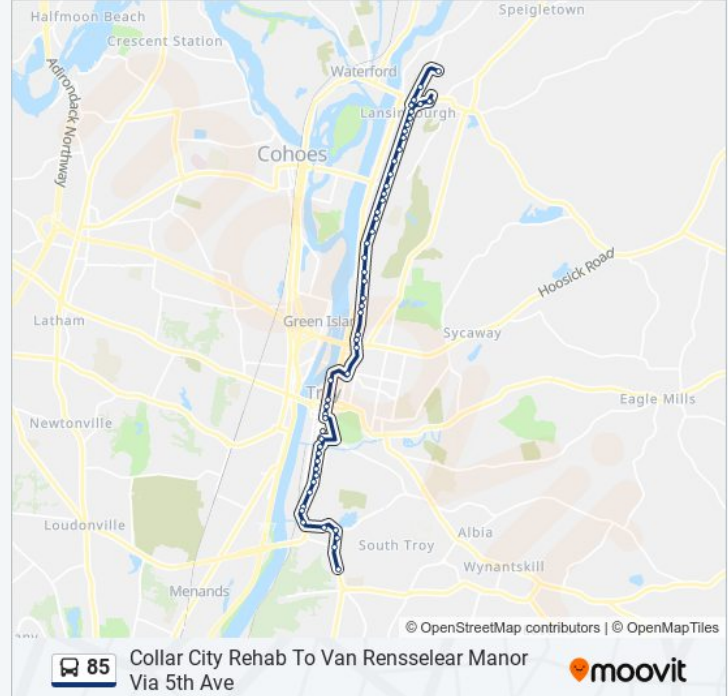 Halfmoon Beach
Speigletown
Crescent Station
Waterford
Adirondack Northway
Lansingburgh
Cohoes
Hoosick Road
Latham
Green Islan
Sycaway
Troy
Eagle Mills
Newtonville
Loudonville
South Troy
Albia
Wynantskill
Menands
any
© OpenStreetMap contributors | © OpenMapTiles
85
Collar City Rehab To Van Rensselear Manor
Via 5th Ave
moovit